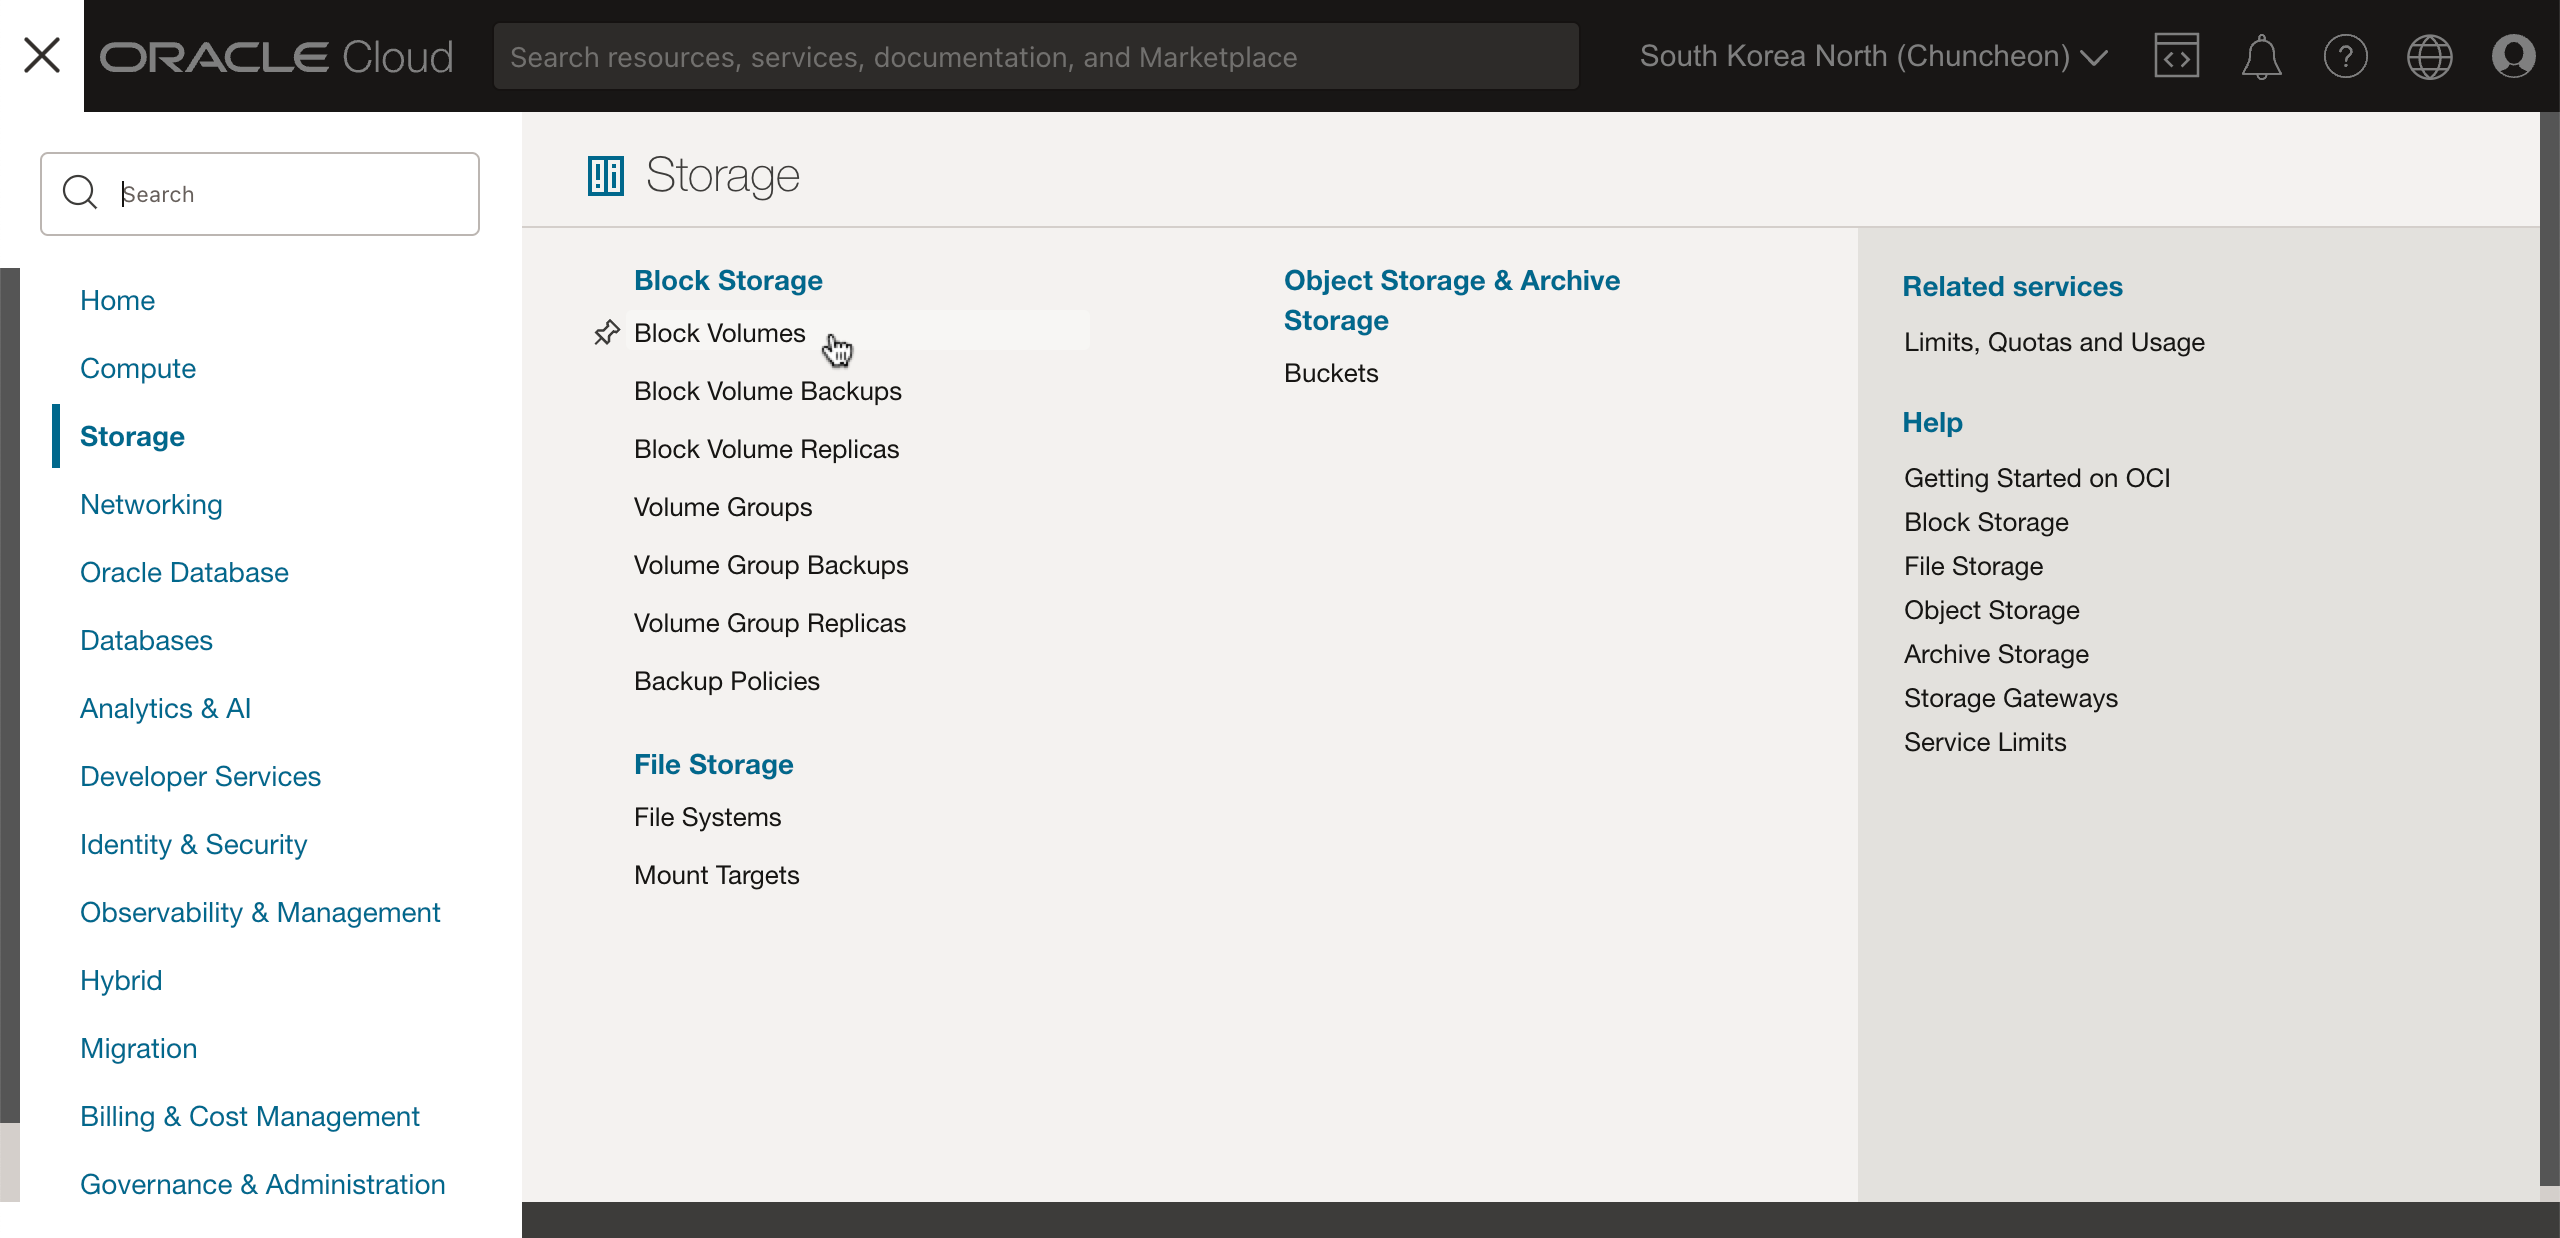 ORACLE Cloud
Search resources, services, documentation, and Marketplace
South Korea North (Chuncheon)
Search
Home
Compute
Storage
Networking
Oracle Database
Databases
Analytics & AI
Developer Services
Identity & Security
Observability & Management
Hybrid
Migration
Billing & Cost Management
Governance & Administration
Storage
Block Storage
Block Volumes
Block Volume Backups
Block Volume Replicas
Volume Groups
Volume Group Backups
Volume Group Replicas
Backup Policies
File Storage
File Systems
Mount Targets
Object Storage & Archive
Storage
Buckets
Related services
Limits, Quotas and Usage
Help
Getting Started on OCI
Block Storage
File Storage
Object Storage
Archive Storage
Storage Gateways
Service Limits